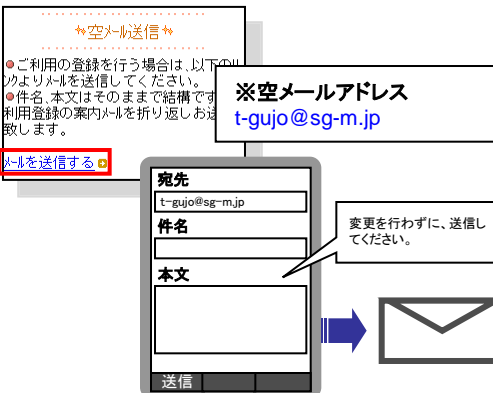 空メール送信
●ご利用の登録を行う場合は、以下のリ
ンクよりメールを送信してください。
●件名、本文はそのままで結構です
利用登録の案内メールを折り返しお送
致します。
メールを送信する
※空メールアドレス
t-gujo@sg-m.jp
宛先
t-gujo@sg-m.jp
件名
本文
送信
変更を行わずに、送信し
てください。